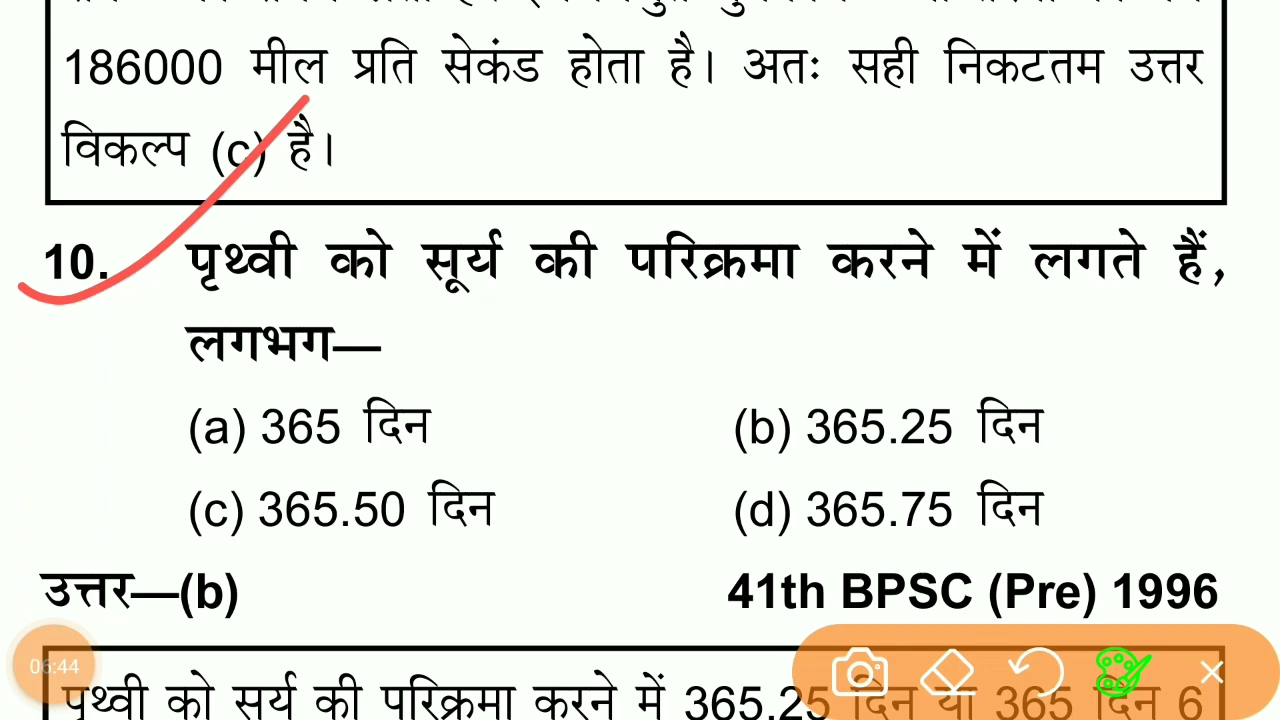 186000 मील प्रति सेकंड होता है। अतः सही निकटतम उत्तर
विकल्प (c) है।
10. पृथ्वी को सूर्य की परिक्रमा करने में लगते हैं,
लगभग—
(a) 365 दिन (b) 365.25 दिन
(c) 365.50 दिन (d) 365.75 दिन
उत्तर—(b) 41th BPSC (Pre) 1996
06:44
पृथ्वी को सूर्य की परिक्रमा करने में 365.25 दिन या 365 दिन 6